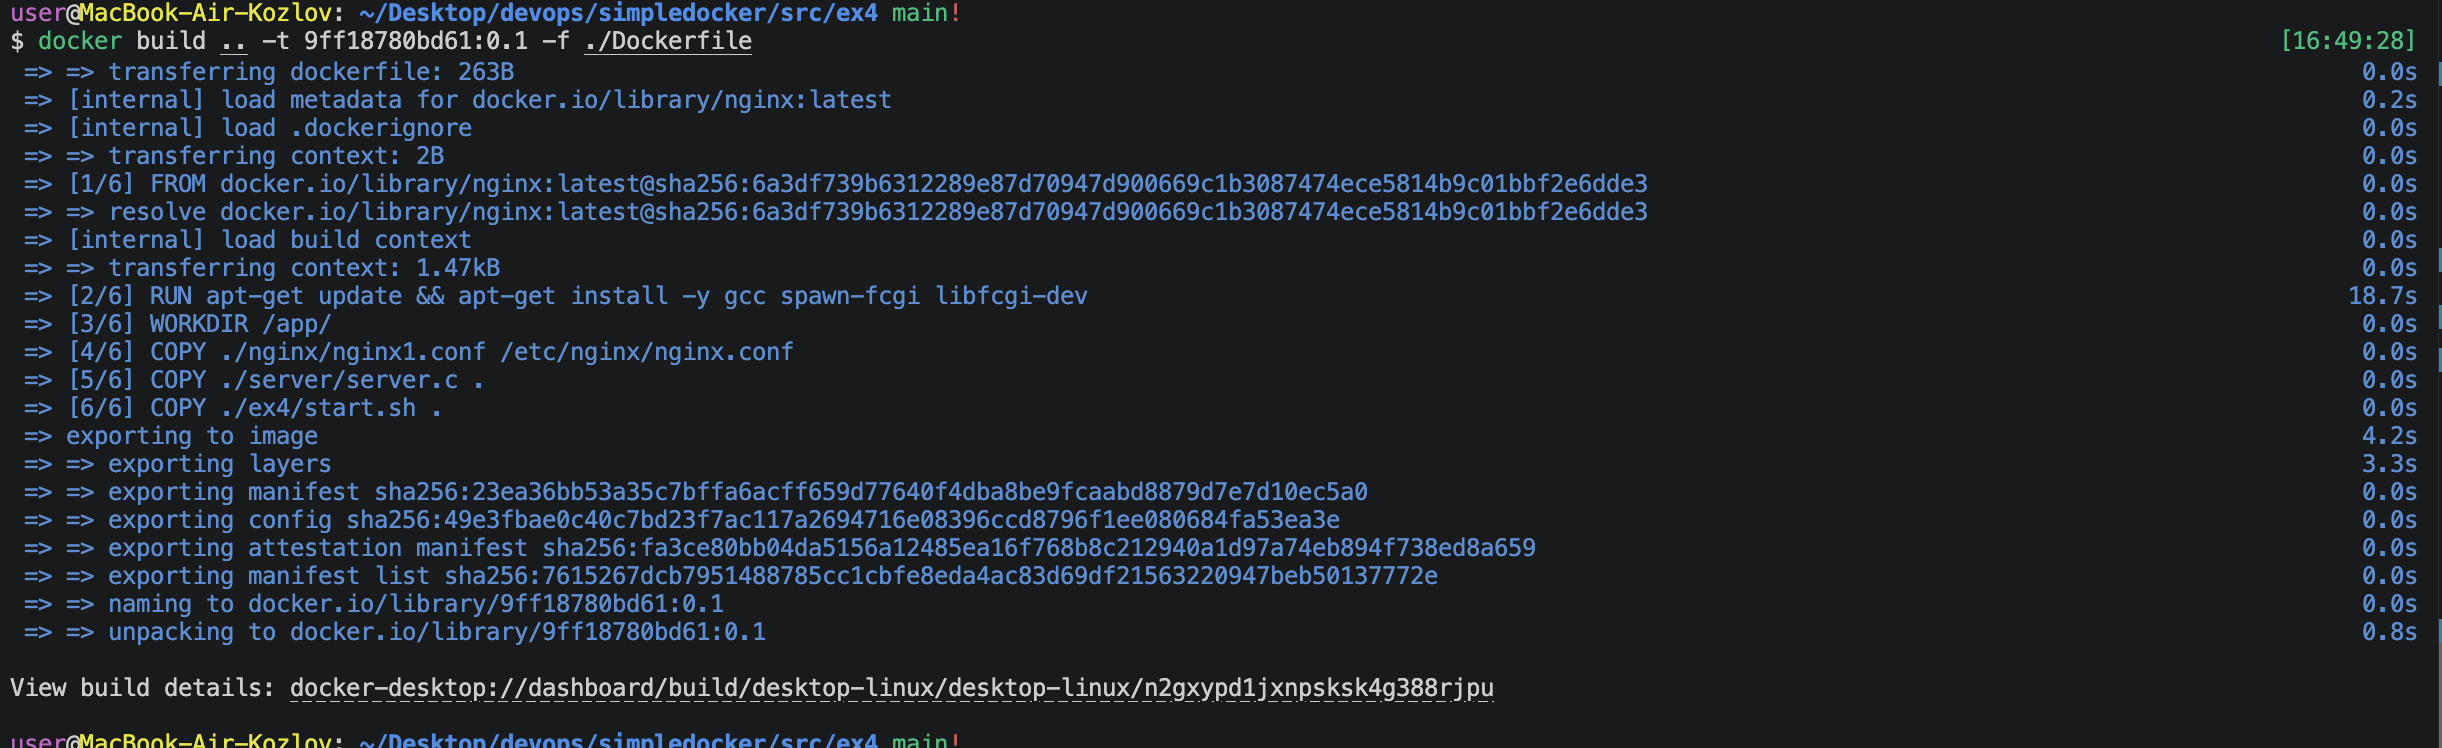 user@MacBook-Air-Kozlov: ~/Desktop/devops/simpledocker/src/ex4 main!
$ docker build .. -t 9ff18780bd61:0.1 -f ./Dockerfile [16:49:28]
=> => transferring dockerfile: 263B 0.0s
=> [internal] load metadata for docker.io/library/nginx:latest 0.2s
=> [internal] load .dockerignore 0.0s
=> => transferring context: 2B 0.0s
=> [1/6] FROM docker.io/library/nginx:latest@sha256:6a3df739b6312289e87d70947d900669c1b3087474ece5814b9c01bbf2e6dde3 0.0s
=> => resolve docker.io/library/nginx:latest@sha256:6a3df739b6312289e87d70947d900669c1b3087474ece5814b9c01bbf2e6dde3 0.0s
=> [internal] load build context 0.0s
=> => transferring context: 1.47kB 0.0s
=> [2/6] RUN apt-get update && apt-get install -y gcc spawn-fcgi libfcgi-dev 18.7s
=> [3/6] WORKDIR /app/ 0.0s
=> [4/6] COPY ./nginx/nginx1.conf /etc/nginx/nginx.conf 0.0s
=> [5/6] COPY ./server/server.c . 0.0s
=> [6/6] COPY ./ex4/start.sh . 0.0s
=> exporting to image 4.2s
=> => exporting layers 3.3s
=> => exporting manifest sha256:23ea36bb53a35c7bffa6acff659d77640f4dba8be9fcaabd8879d7e7d10ec5a0 0.0s
=> => exporting config sha256:49e3fbae0c40c7bd23f7ac117a2694716e08396ccd8796f1ee080684fa53ea3e 0.0s
=> => exporting attestation manifest sha256:fa3ce80bb04da5156a12485ea16f768b8c212940a1d97a74eb894f738ed8a659 0.0s
=> => exporting manifest list sha256:7615267dcb7951488785cc1cbfe8eda4ac83d69df21563220947beb50137772e 0.0s
=> => naming to docker.io/library/9ff18780bd61:0.1 0.0s
=> => unpacking to docker.io/library/9ff18780bd61:0.1 0.8s
View build details: docker-desktop://dashboard/build/desktop-linux/desktop-linux/n2gxypd1jxnpsksk4g388rjpu
user@MacBook-Air-Kozlov: ~/Desktop/devops/simpledocker/src/ex4 main!